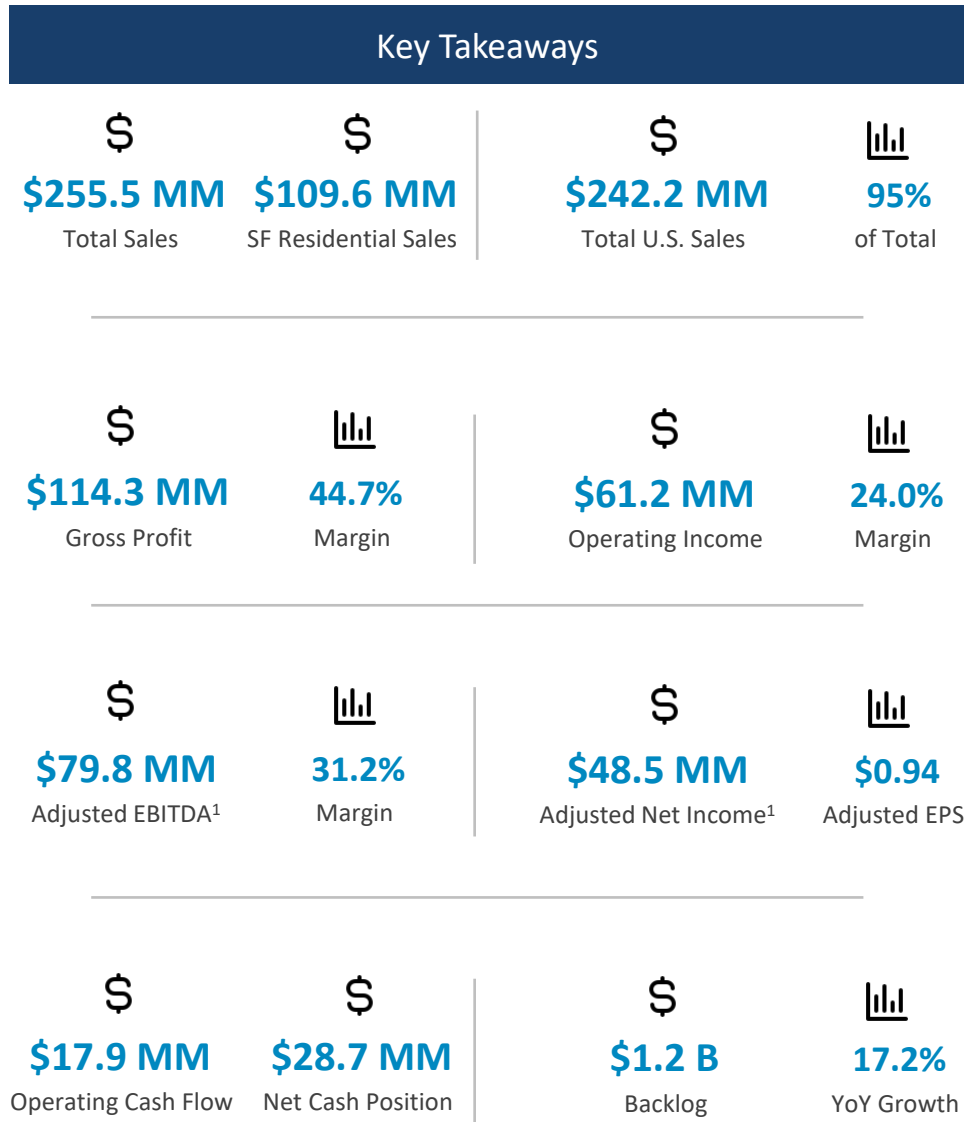 Key Takeaways
$255.5 MM $109.6 MM $242.2 MM 95%
Total Sales SF Residential Sales Total U.S. Sales of Total
$114.3 MM 44.7% $61.2 MM 24.0%
Gross Profit Margin Operating Income Margin
$79.8 MM 31.2% $48.5 MM $0.94
Adjusted EBITDA¹ Margin Adjusted Net Income¹ Adjusted EPS
$17.9 MM $28.7 MM $1.2 B 17.2%
Operating Cash Flow Net Cash Position Backlog YoY Growth